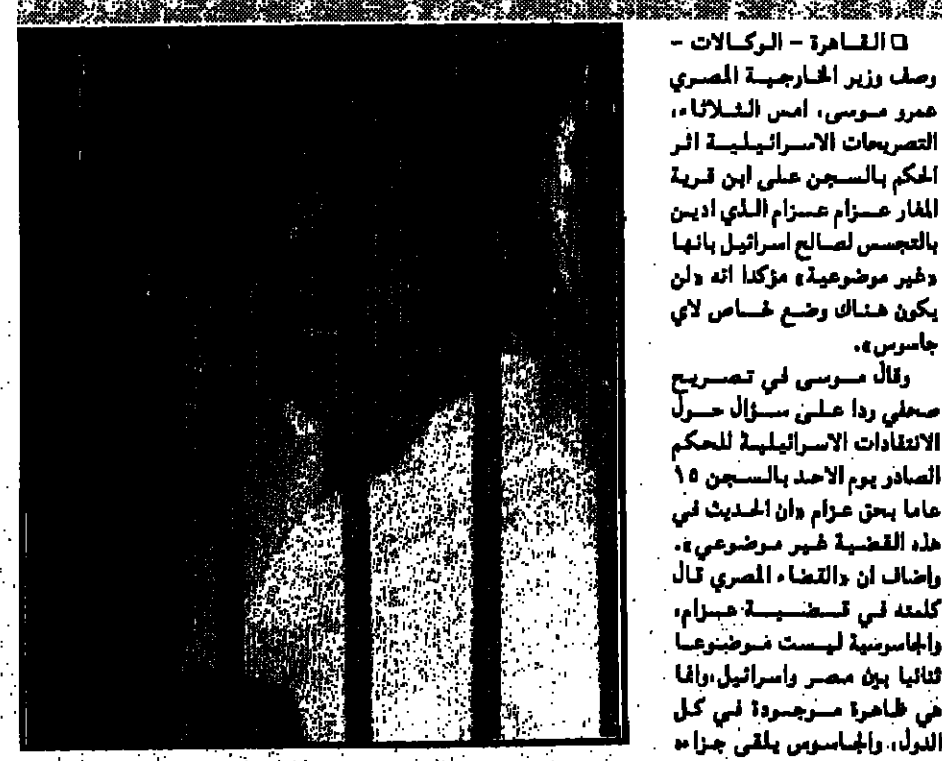 □ القاهرة - الوكالات -
وصف وزير الخارجية المصري
عمرو موسى، امس الثلاثاء،
التصريحات الاسرائيلية اثر
الحكم بالسجن على ابن قرية
المغار عزام عزام الذي ادين
بالتجسس لصالح اسرائيل بانها
«غير موضوعية» مؤكدا انه «لن
يكون هناك وضع خاص لاي
جاسوس».
وقال موسى في تصريح
صحفي ردا على سؤال حول
الانتقادات الاسرائيلية للحكم
الصادر يوم الاحد بالسجن ١٥
عاما بحق عزام «ان الحديث في
هذه القضية غير موضوعي».
واضاف ان «القضاء المصري قال
كلمته في قضية عزام،
والجاسوسية ليست موضوعا
ثنائيا بين مصر واسرائيل، وانما
هي ظاهرة موجودة في كل
الدول، والجاسوس يلقى جزاءه